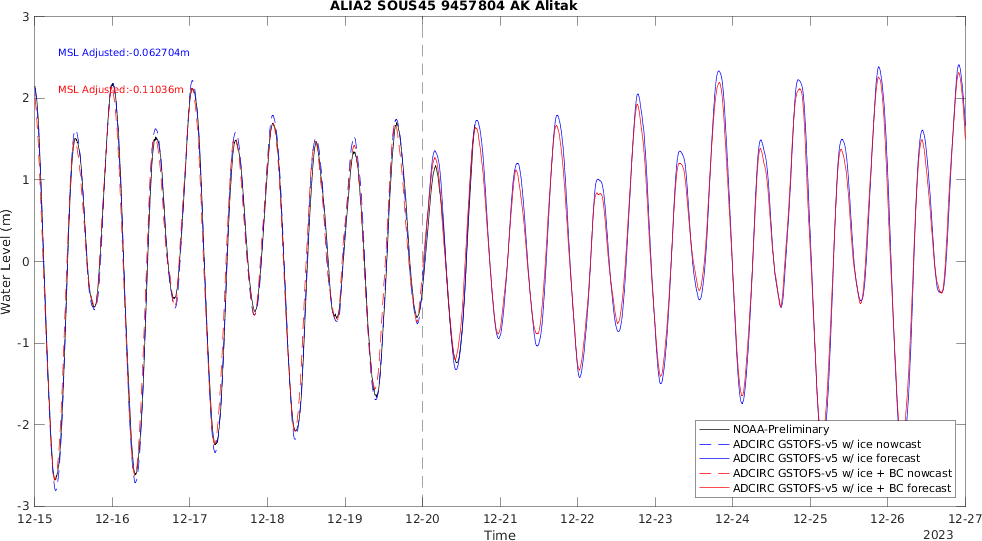 ALIA2 SOUS45 9457804 AK Alitak
MSL Adjusted:-0.062704m
MSL Adjusted:-0.11036m
Water Level (m)
3
2
1
0
-1
-2
-3
NOAA-Preliminary
ADCIRC GSTOFS-v5 w/ ice nowcast
ADCIRC GSTOFS-v5 w/ ice forecast
ADCIRC GSTOFS-v5 w/ ice + BC nowcast
ADCIRC GSTOFS-v5 w/ ice + BC forecast
12-15 12-16 12-17 12-18 12-19 12-20 12-21 12-22 12-23 12-24 12-25 12-26 12-27
Time
2023